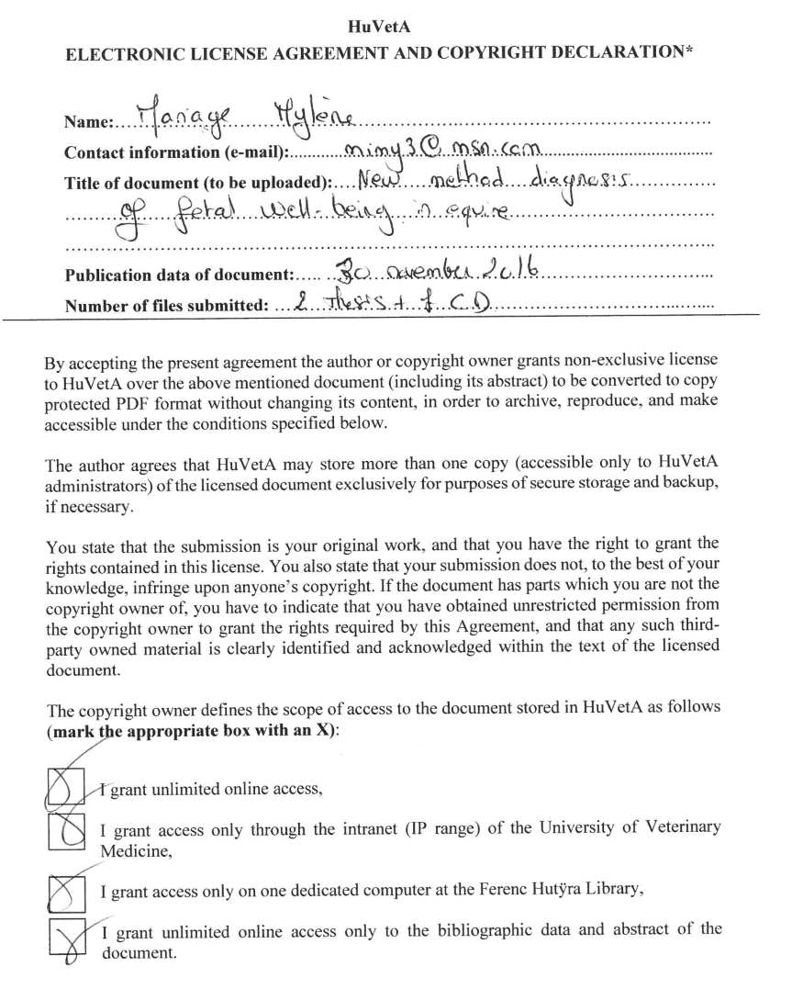 HuVetA
ELECTRONIC LICENSE AGREEMENT AND COPYRIGHT DECLARATION*
Name: Manage Mylène
Contact information (e-mail): mimy3@msn.com
Title of document (to be uploaded): New method diagnosis
of fetal well-being in equine
Publication data of document: 30 november 2016
Number of files submitted: 2 thesis + 1 CD
By accepting the present agreement the author or copyright owner grants non-exclusive license
to HuVetA over the above mentioned document (including its abstract) to be converted to copy
protected PDF format without changing its content, in order to archive, reproduce, and make
accessible under the conditions specified below.
The author agrees that HuVetA may store more than one copy (accessible only to HuVetA
administrators) of the licensed document exclusively for purposes of secure storage and backup,
if necessary.
You state that the submission is your original work, and that you have the right to grant the
rights contained in this license. You also state that your submission does not, to the best of your
knowledge, infringe upon anyone's copyright. If the document has parts which you are not the
copyright owner of, you have to indicate that you have obtained unrestricted permission from
the copyright owner to grant the rights required by this Agreement, and that any such third-
party owned material is clearly identified and acknowledged within the text of the licensed
document.
The copyright owner defines the scope of access to the document stored in HuVetA as follows
(mark the appropriate box with an X):
I grant unlimited online access,
I grant access only through the intranet (IP range) of the University of Veterinary
Medicine,
I grant access only on one dedicated computer at the Ferenc Hutÿra Library,
I grant unlimited online access only to the bibliographic data and abstract of the
document.